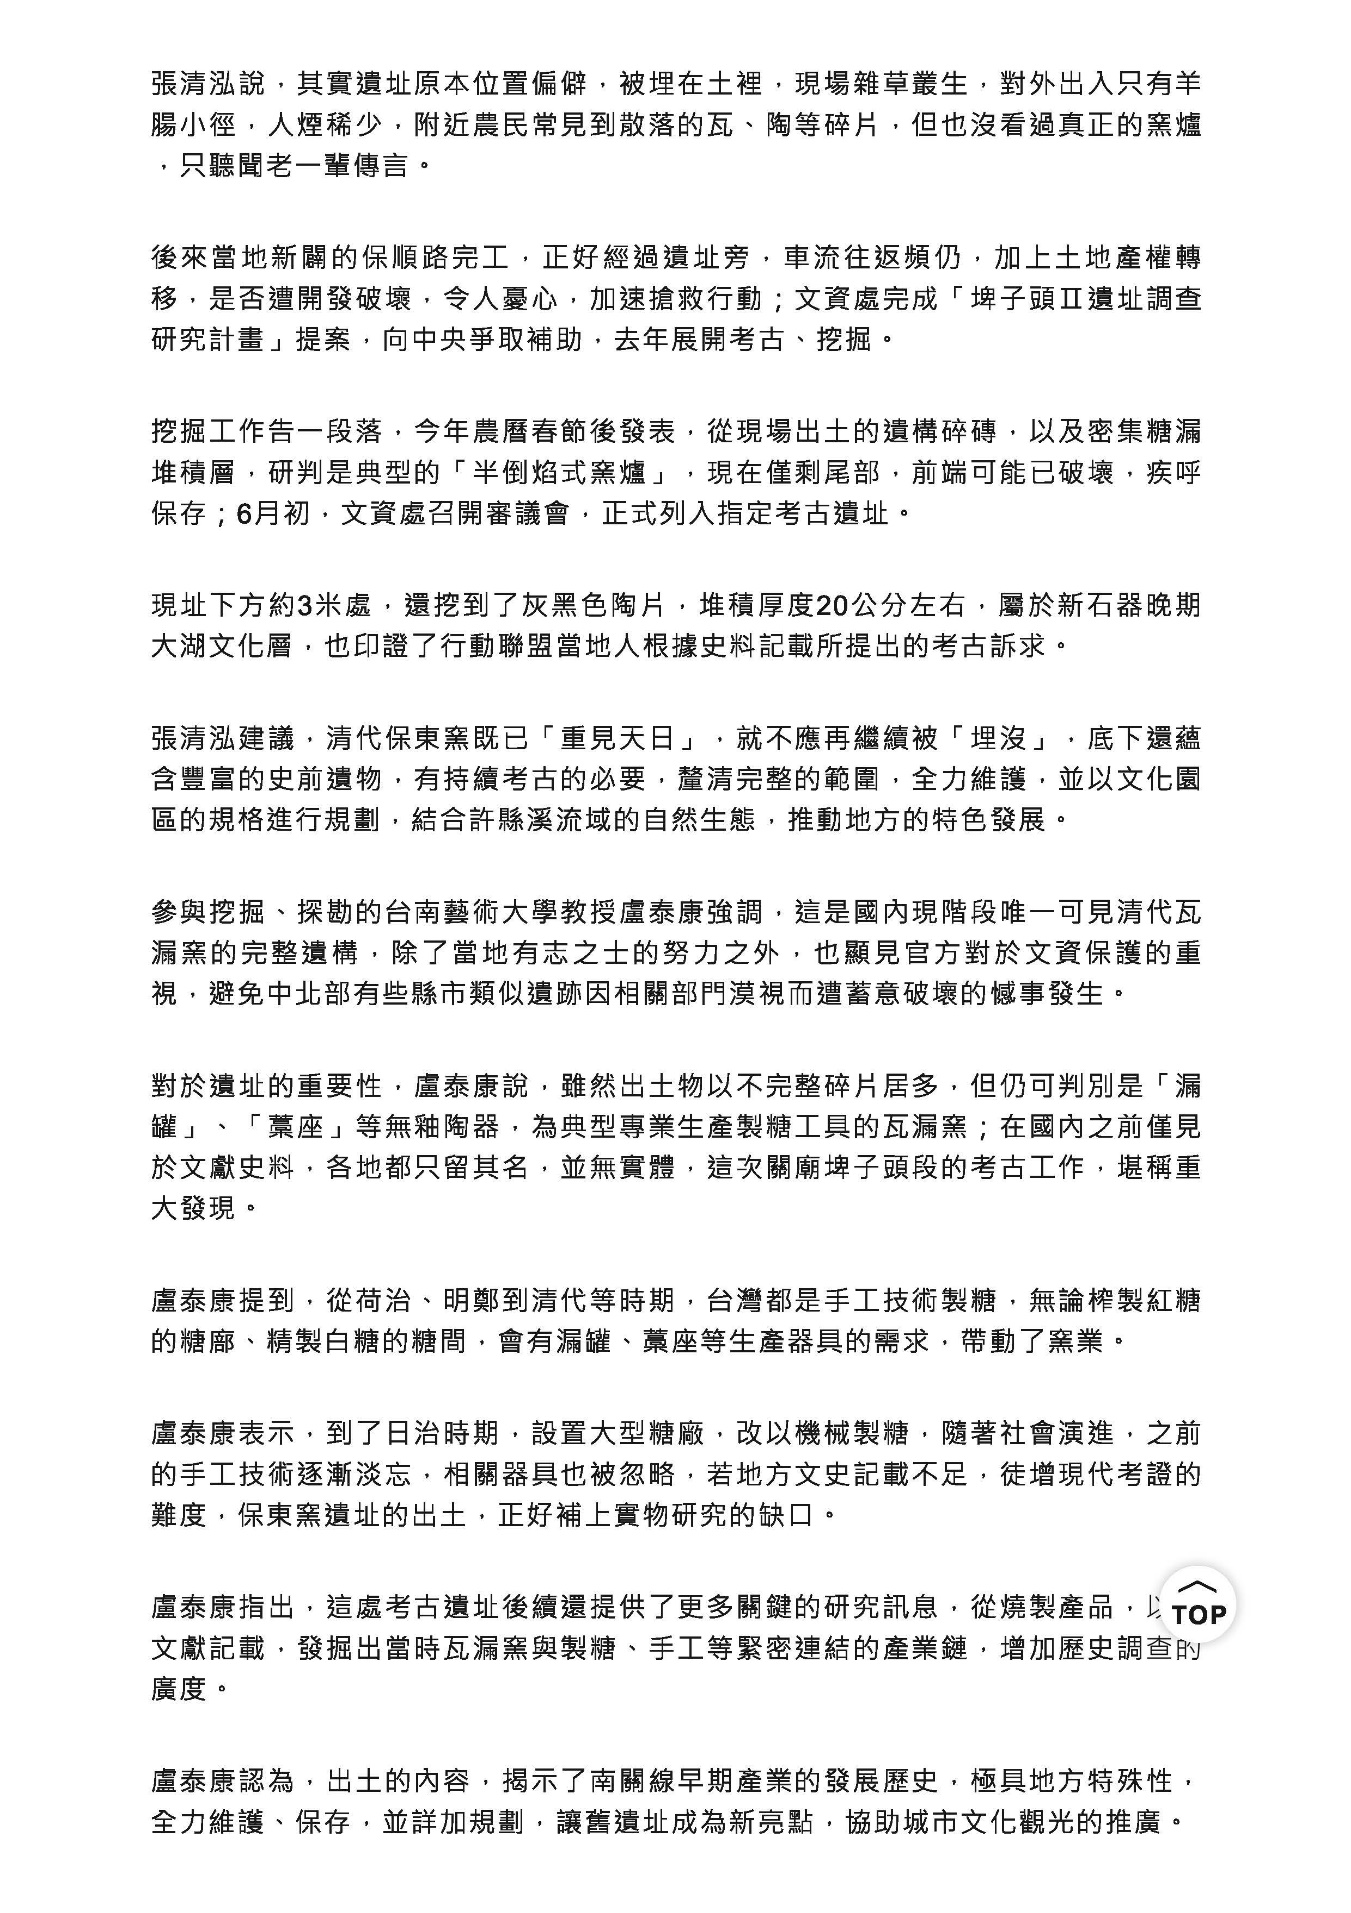 張清泓說，其實遺址原本位置偏僻，被埋在土裡，現場雜草叢生，對外出入只有羊
腸小徑，人煙稀少，附近農民常見到散落的瓦、陶等碎片，但也沒看過真正的窯爐
，只聽聞老一輩傳言。
後來當地新闢的保順路完工，正好經過遺址旁，車流往返頻仍，加上土地產權轉
移，是否遭開發破壞，令人憂心，加速搶救行動；文資處完成「埤子頭Ⅱ遺址調查
研究計畫」提案，向中央爭取補助，去年展開考古、挖掘。
挖掘工作告一段落，今年農曆春節後發表，從現場出土的遺構碎磚，以及密集糖漏
堆積層，研判是典型的「半倒焰式窯爐」，現在僅剩尾部，前端可能已破壞，疾呼
保存；6月初，文資處召開審議會，正式列入指定考古遺址。
現址下方約3米處，還挖到了灰黑色陶片，堆積厚度20公分左右，屬於新石器晚期
大湖文化層，也印證了行動聯盟當地人根據史料記載所提出的考古訴求。
張清泓建議，清代保東窯既已「重見天日」，就不應再繼續被「埋沒」，底下還蘊
含豐富的史前遺物，有持續考古的必要，釐清完整的範圍，全力維護，並以文化園
區的規格進行規劃，結合許縣溪流域的自然生態，推動地方的特色發展。
參與挖掘、探勘的台南藝術大學教授盧泰康強調，這是國內現階段唯一可見清代瓦
漏窯的完整遺構，除了當地有志之士的努力之外，也顯見官方對於文資保護的重
視，避免中北部有些縣市類似遺跡因相關部門漠視而遭蓄意破壞的憾事發生。
對於遺址的重要性，盧泰康說，雖然出土物以不完整碎片居多，但仍可判別是「漏
罐」、「藁座」等無釉陶器，為典型專業生產製糖工具的瓦漏窯；在國內之前僅見
於文獻史料，各地都只留其名，並無實體，這次關廟埤子頭段的考古工作，堪稱重
大發現。
盧泰康提到，從荷治、明鄭到清代等時期，台灣都是手工技術製糖，無論榨製紅糖
的糖廍、精製白糖的糖間，會有漏罐、藁座等生產器具的需求，帶動了窯業。
盧泰康表示，到了日治時期，設置大型糖廠，改以機械製糖，隨著社會演進，之前
的手工技術逐漸淡忘，相關器具也被忽略，若地方文史記載不足，徒增現代考證的
難度，保東窯遺址的出土，正好補上實物研究的缺口。
盧泰康指出，這處考古遺址後續還提供了更多關鍵的研究訊息，從燒製產品，以
TOP
文獻記載，發掘出當時瓦漏窯與製糖、手工等緊密連結的產業鏈，增加歷史調查的
廣度。
盧泰康認為，出土的內容，揭示了南關線早期產業的發展歷史，極具地方特殊性，
全力維護、保存，並詳加規劃，讓舊遺址成為新亮點，協助城市文化觀光的推廣。